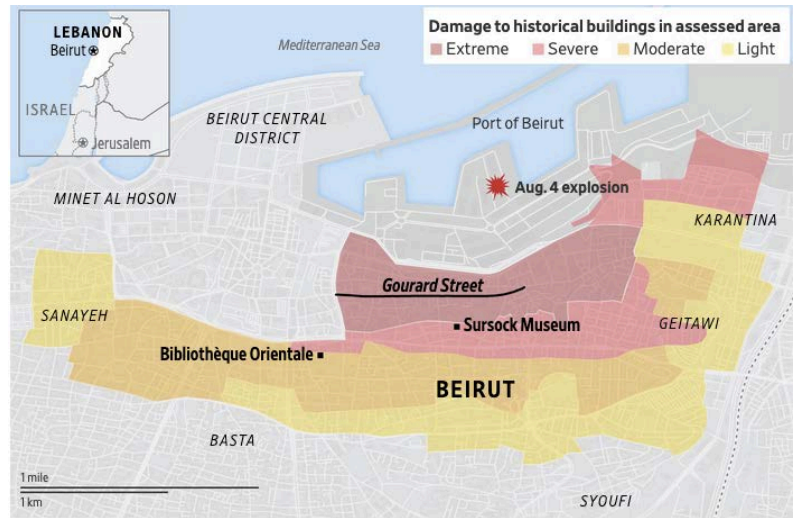 LEBANON
Beirut
ISRAEL
Jerusalem
Mediterranean Sea
Damage to historical buildings in assessed area
Extreme Severe Moderate Light
BEIRUT CENTRAL
DISTRICT
Port of Beirut
Aug. 4 explosion
MINET AL HOSON
KARANTINA
Gourard Street
SANAYEH
Sursock Museum
GEITAWI
Bibliothèque Orientale
BEIRUT
BASTA
1 mile
1 km
SYOUFI